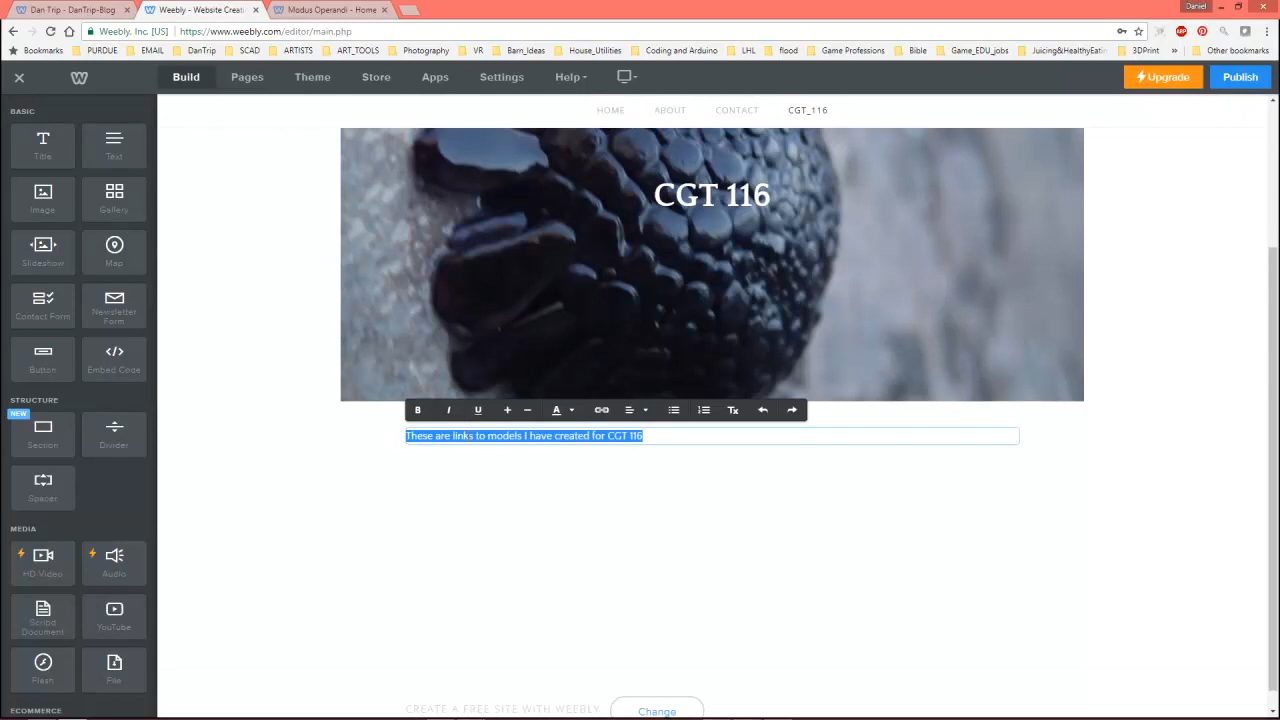 Dan Trip - DanTrip-Blog
Weebly - Website Creat
Modus Operandi - Home
Daniel
Weebly, Inc. [US]
https://www.weebly.com/editor/main.php
Bookmarks PURDUE EMAIL DanTrip SCAD ARTISTS ART_TOOLS Photography VR Barn_Ideas House_Utilities Coding and Arduino LHL flood Game Professions Bible Game_EDU_jobs Juicing&HealthyEatin 3DPrint » Other bookmarks
Build Pages Theme Store Apps Settings Help Upgrade Publish
HOME ABOUT CONTACT CGT_116
BASIC
Title Text
Image Gallery
Slideshow Map
Contact Form Newsletter Form
Button Embed Code
STRUCTURE
NEW
Section Divider
Spacer
MEDIA
HD Video Audio
Scribd Document YouTube
Flash File
ECOMMERCE
CGT 116
B I U + − A Tx
These are links to models I have created for CGT 116
CREATE A FREE SITE WITH WEEBLY
Change